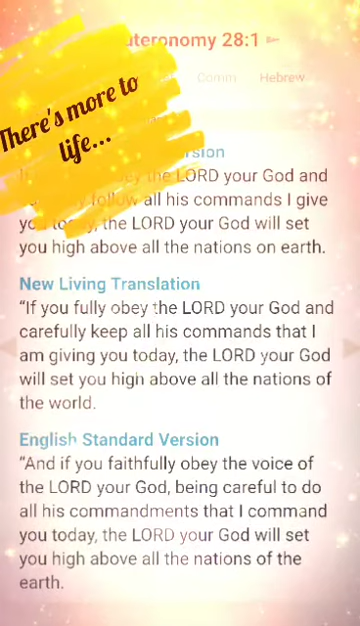 uteronomy 28:1
Comm Hebrew
There's more to
life...
rsion
obey the LORD your God and
follow all his commands I give
you today, the LORD your God will set
you high above all the nations on earth.
New Living Translation
“If you fully obey the LORD your God and
carefully keep all his commands that I
am giving you today, the LORD your God
will set you high above all the nations of
the world.
English Standard Version
“And if you faithfully obey the voice of
the LORD your God, being careful to do
all his commandments that I command
you today, the LORD your God will set
you high above all the nations of the
earth.